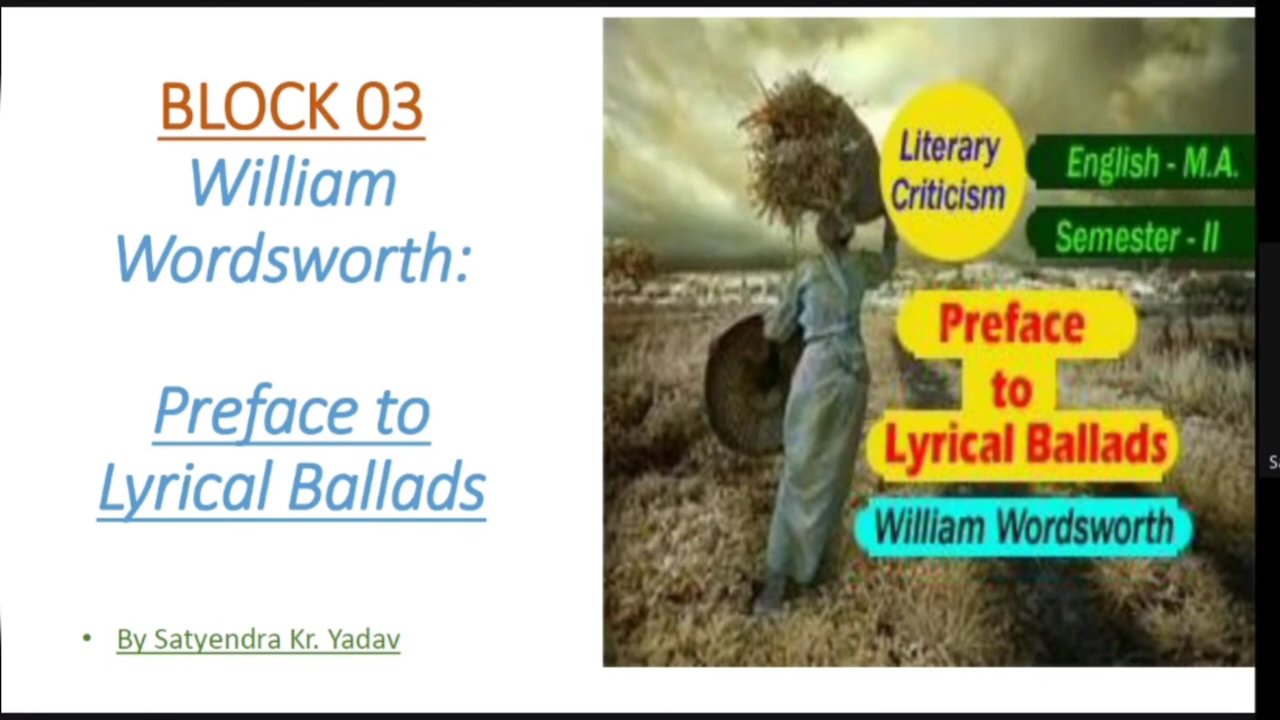 BLOCK 03
William
Wordsworth:
Preface to
Lyrical Ballads
• By Satyendra Kr. Yadav
Literary
Criticism
English - M.A.
Semester - II
Preface
to
Lyrical Ballads
William Wordsworth